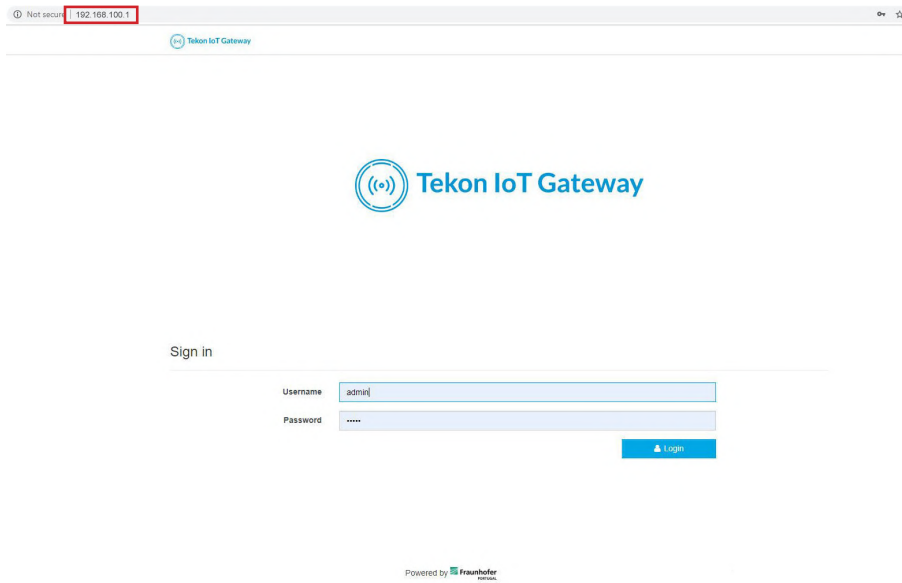 Not secure | 192.168.100.1
Tekon IoT Gateway
Tekon IoT Gateway
Sign in
Username admin
Password •••••
Login
Powered by Fraunhofer
PORTUGAL